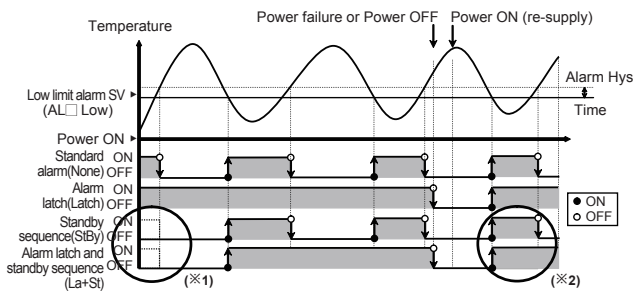 Power failure or Power OFF Power ON (re-supply)
Temperature
Alarm Hys
Low limit alarm SV
(AL□ Low)
Time
Power ON
Standard alarm(None) ON OFF
Alarm latch(Latch) ON OFF
Standby sequence(StBy) ON OFF
Alarm latch and standby sequence (La+St) ON OFF
● ON
○ OFF
(※1)
(※2)